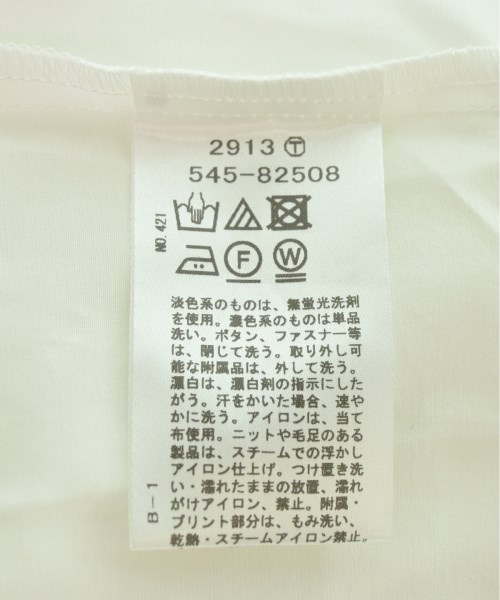 2913 Ⓣ
545-82508
NO.421
F W
淡色系のものは、無蛍光洗剤
を使用。濃色系のものは単品
洗い。ボタン、ファスナー等
は、閉じて洗う。取り外し可
能な附属品は、外して洗う。
漂白は、漂白剤の指示にした
がう。汗をかいた場合、速や
かに洗う。アイロンは、当て
布使用。ニットや毛足のある
製品は、スチームでの浮かし
アイロン仕上げ。つけ置き洗
い・濡れたままの放置、濡れ
がけアイロン、禁止。附属・
プリント部分は、もみ洗い、
乾熱・スチームアイロン禁止。
B-1